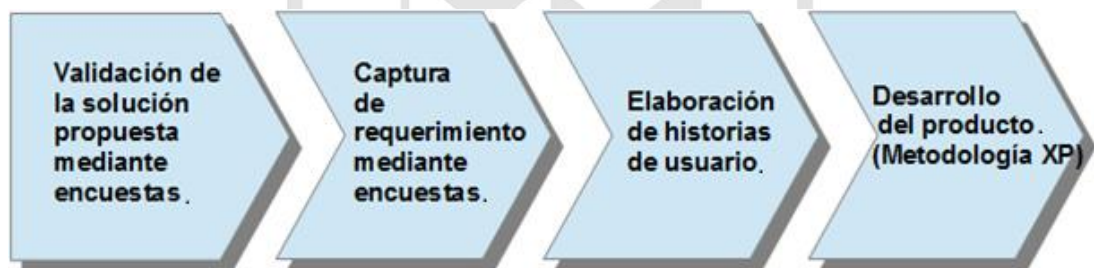 Validación de
la solución
propuesta
mediante
encuestas.
Captura
de
requerimiento
mediante
encuestas.
Elaboración
de historias
de usuario.
Desarrollo
del producto.
(Metodología XP)